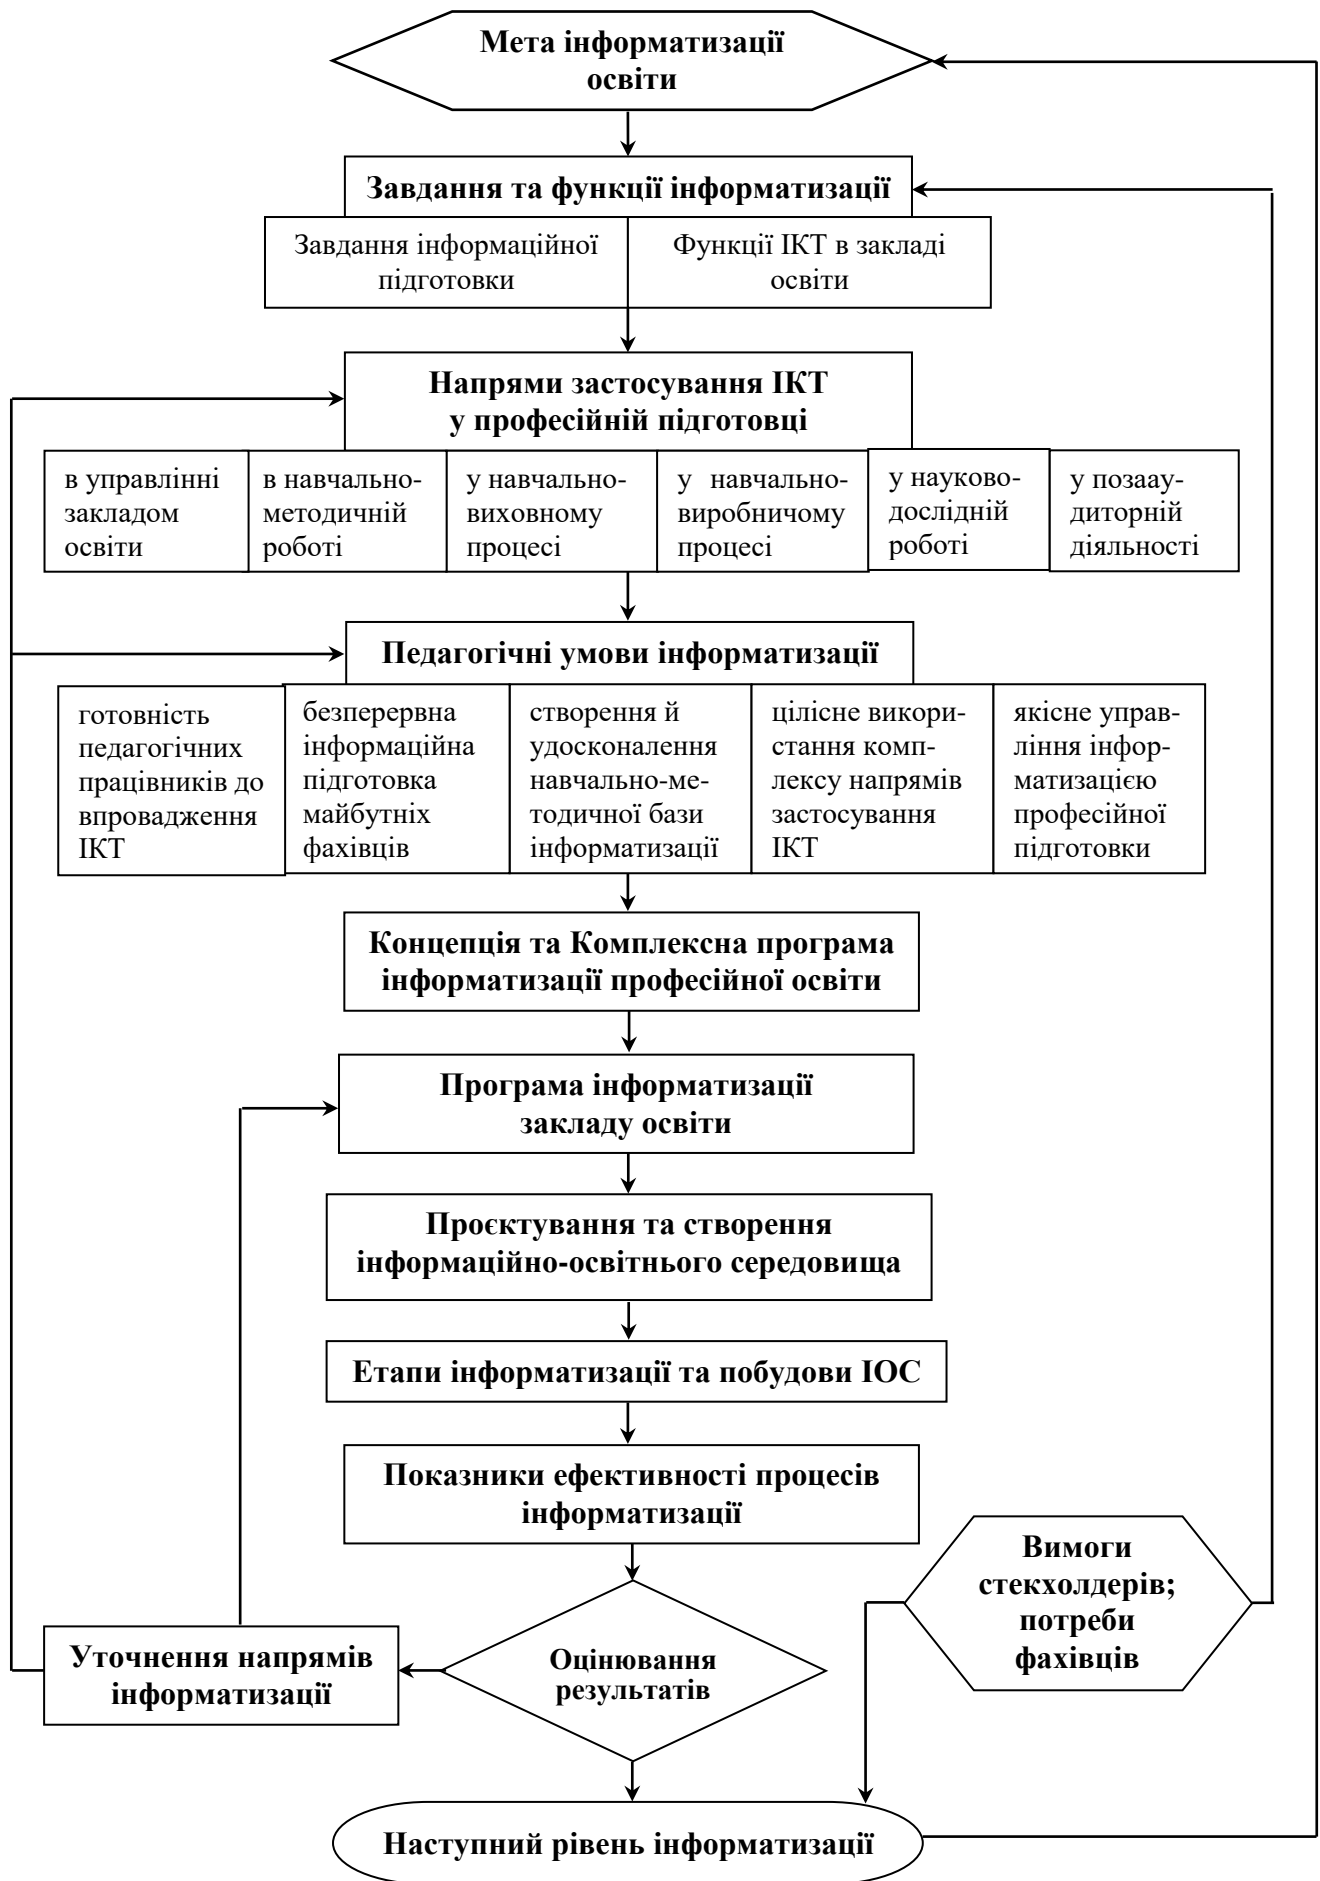 Мета інформатизації
освіти
Завдання та функції інформатизації
Завдання інформаційної
підготовки
Функції ІКТ в закладі
освіти
Напрями застосування ІКТ
у професійній підготовці
в управлінні
закладом
освіти
в навчально-
методичній
роботі
у навчально-
виховному
процесі
у навчально-
виробничому
процесі
у науково-
дослідній
роботі
у позаау-
диторній
діяльності
Педагогічні умови інформатизації
готовність
педагогічних
працівників до
впровадження
ІКТ
безперервна
інформаційна
підготовка
майбутніх
фахівців
створення й
удосконалення
навчально-ме-
тодичної бази
інформатизації
цілісне викори-
стання комп-
лексу напрямів
застосування
ІКТ
якісне управ-
ління інфор-
матизацією
професійної
підготовки
Концепція та Комплексна програма
інформатизації професійної освіти
Програма інформатизації
закладу освіти
Проєктування та створення
інформаційно-освітнього середовища
Етапи інформатизації та побудови ІОС
Показники ефективності процесів
інформатизації
Вимоги
стекхолдерів;
потреби
фахівців
Уточнення напрямів
інформатизації
Оцінювання
результатів
Наступний рівень інформатизації